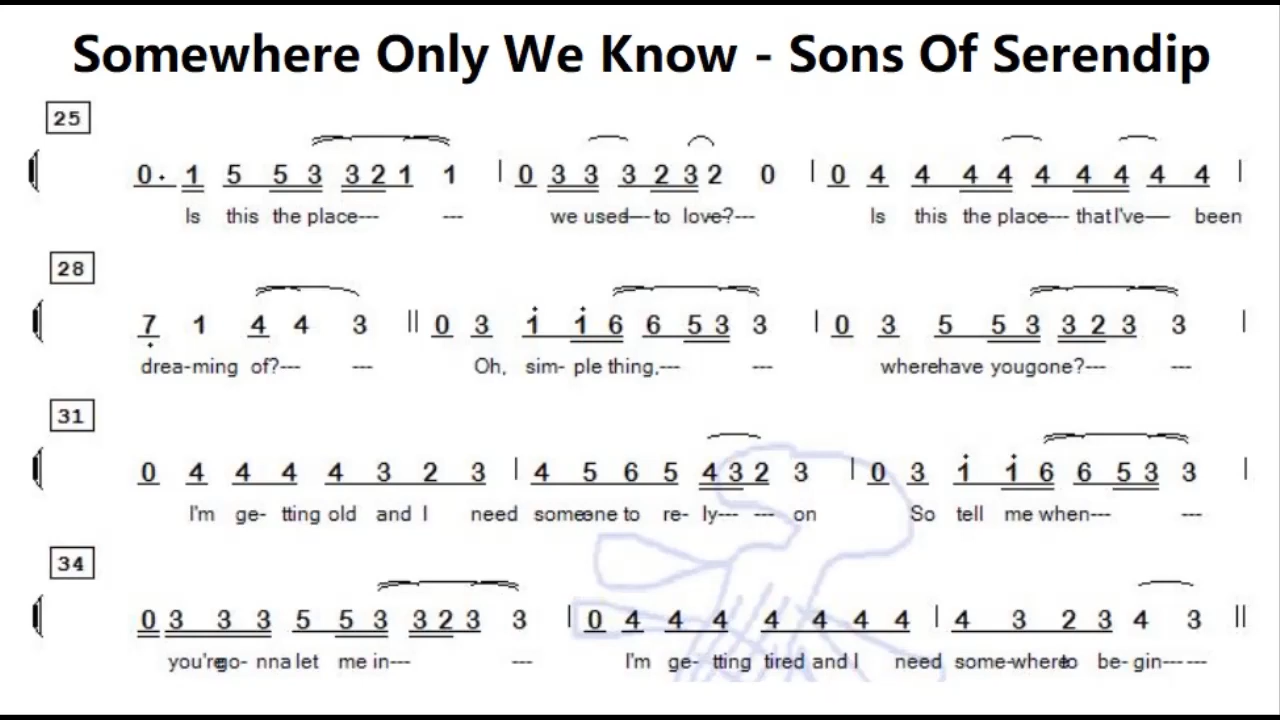 Somewhere Only We Know - Sons Of Serendip
25
0· 1 5 5 3 3 2 1 1 | 0 3 3 3 2 3 2 0 | 0 4 4 4 4 4 4 4 4 4 |
Is this the place--- --- we used---to love?--- Is this the place--- that I've--- been
28
7 1 4 4 3 || 0 3 1 1 6 6 5 3 3 | 0 3 5 5 3 3 2 3 3 |
drea-ming of?--- --- Oh, sim- ple thing,--- --- where have you gone?--- ---
31
0 4 4 4 4 3 2 3 | 4 5 6 5 4 3 2 3 | 0 3 1 1 6 6 5 3 3 |
I'm ge- tting old and I need someone to re- ly--- --- on So tell me when--- ---
34
0 3 3 3 5 5 3 3 2 3 3 | 0 4 4 4 4 4 4 4 | 4 3 2 3 4 3 ||
you're go- nna let me in--- --- I'm ge- tting tired and I need some-where to be- gin--- ---